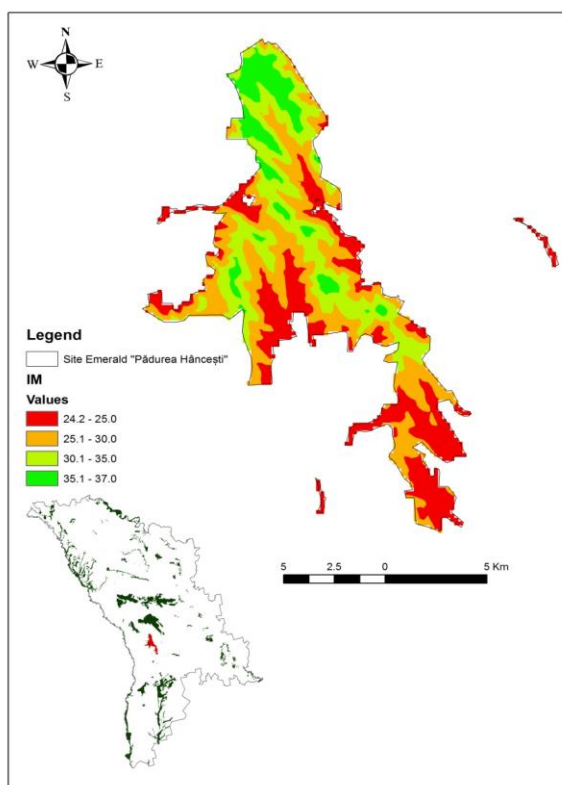 N
W E
S
Legend
Site Emerald "Pădurea Hâncești"
IM
Values
24.2 - 25.0
25.1 - 30.0
30.1 - 35.0
35.1 - 37.0
5 2.5 0 5 Km